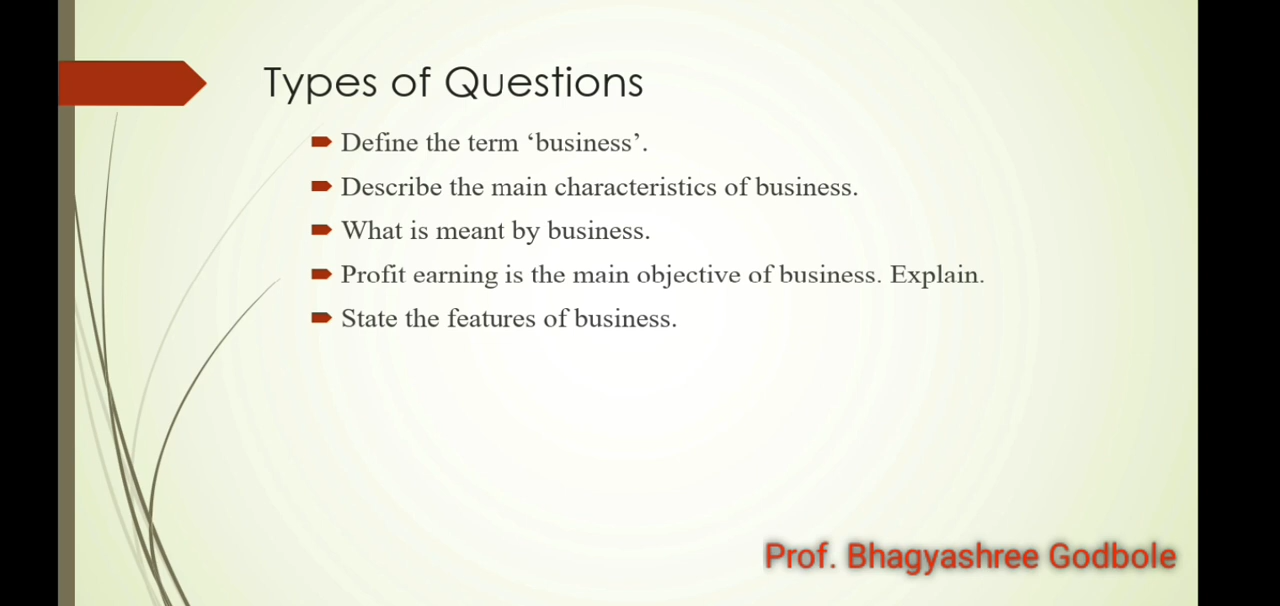 Types of Questions
Define the term ‘business’.
Describe the main characteristics of business.
What is meant by business.
Profit earning is the main objective of business. Explain.
State the features of business.
Prof. Bhagyashree Godbole